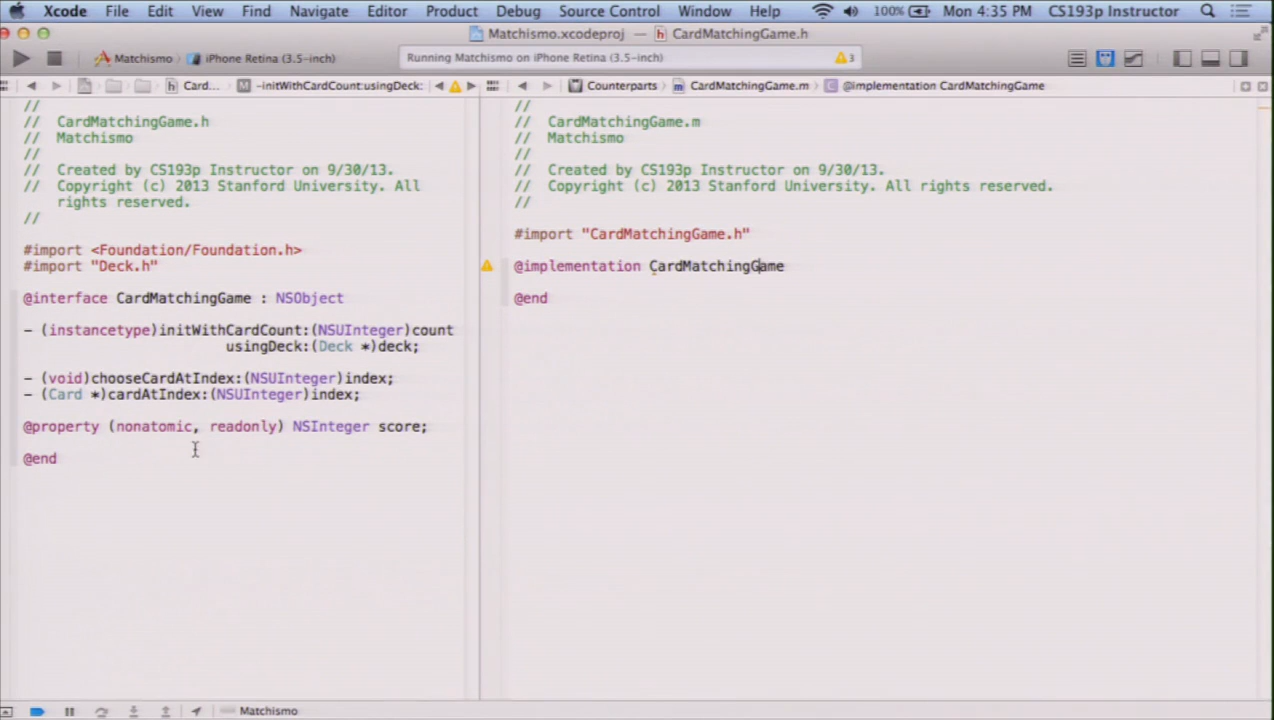 Xcode File Edit View Find Navigate Editor Product Debug Source Control Window Help 100% Mon 4:35 PM CS193p Instructor
Matchismo.xcodeproj — CardMatchingGame.h
Matchismo iPhone Retina (3.5-inch) Running Matchismo on iPhone Retina (3.5-inch) 3
Card... M -initWithCardCount:usingDeck: Counterparts CardMatchingGame.m C @implementation CardMatchingGame
//
// CardMatchingGame.h
// Matchismo
//
// Created by CS193p Instructor on 9/30/13.
// Copyright (c) 2013 Stanford University. All
rights reserved.
//
#import <Foundation/Foundation.h>
#import "Deck.h"
@interface CardMatchingGame : NSObject
- (instancetype)initWithCardCount:(NSUInteger)count
usingDeck:(Deck *)deck;
- (void)chooseCardAtIndex:(NSUInteger)index;
- (Card *)cardAtIndex:(NSUInteger)index;
@property (nonatomic, readonly) NSInteger score;
@end
//
// CardMatchingGame.m
// Matchismo
//
// Created by CS193p Instructor on 9/30/13.
// Copyright (c) 2013 Stanford University. All rights reserved.
//
#import "CardMatchingGame.h"
@implementation CardMatchingGame
@end
Matchismo